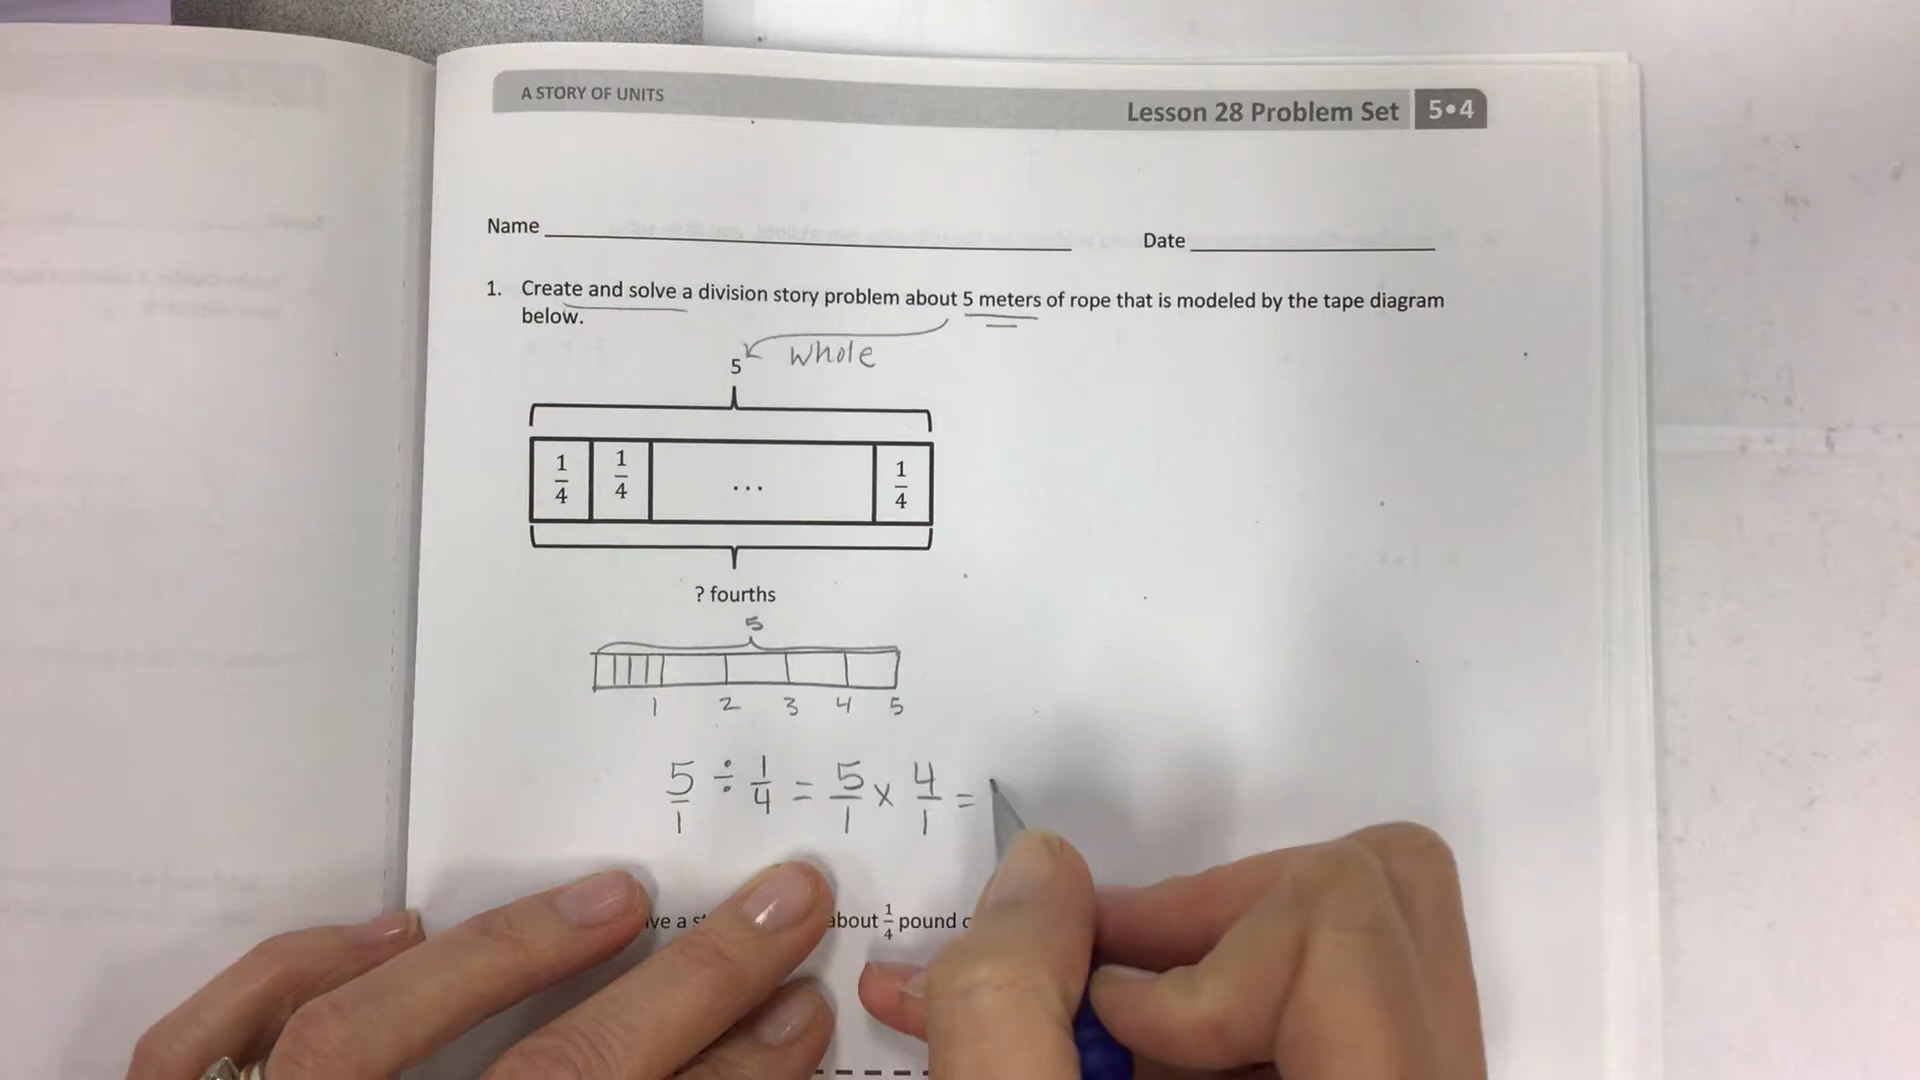 A STORY OF UNITS
Lesson 28 Problem Set 5•4
Name
Date
1. Create and solve a division story problem about 5 meters of rope that is modeled by the tape diagram
below.
5 whole
1/4 1/4 ... 1/4
? fourths
5
1 2 3 4 5
5/1 ÷ 1/4 = 5/1 x 4/1 =
about 1/4 pound